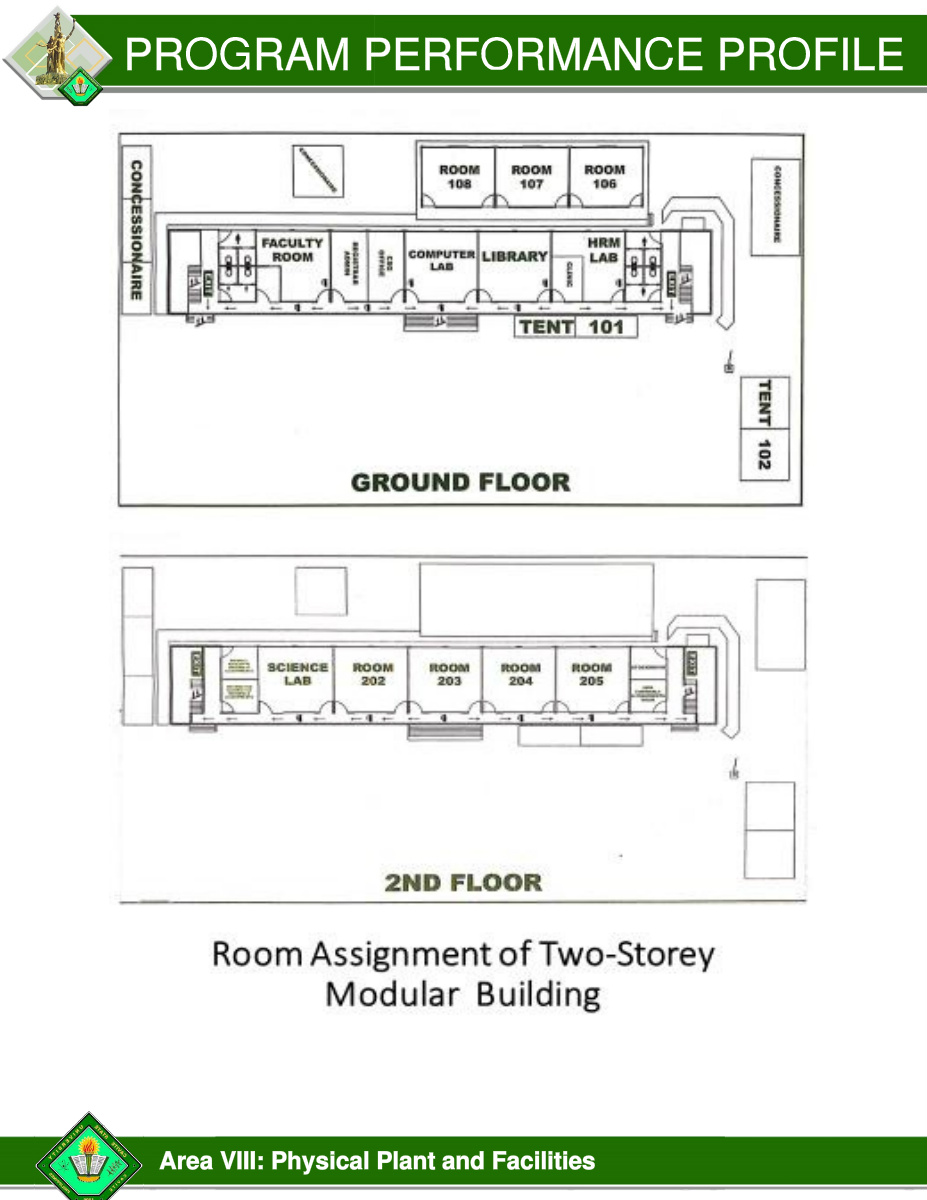 PROGRAM PERFORMANCE PROFILE
CONCESSIONAIRE
CONCESSIONAIRE
ROOM
108
ROOM
107
ROOM
106
CONCESSIONAIRE
FACULTY
ROOM
REGISTRAR
ADMIN
OFFICE
COMPUTER
LAB
LIBRARY
CLINIC
HRM
LAB
EXIT
EXIT
TENT 101
TENT 102
GROUND FLOOR
EXIT
SCIENCE
LAB
ROOM
202
ROOM
203
ROOM
204
ROOM
205
EXIT
2ND FLOOR
Room Assignment of Two-Storey
Modular Building
Area VIII: Physical Plant and Facilities